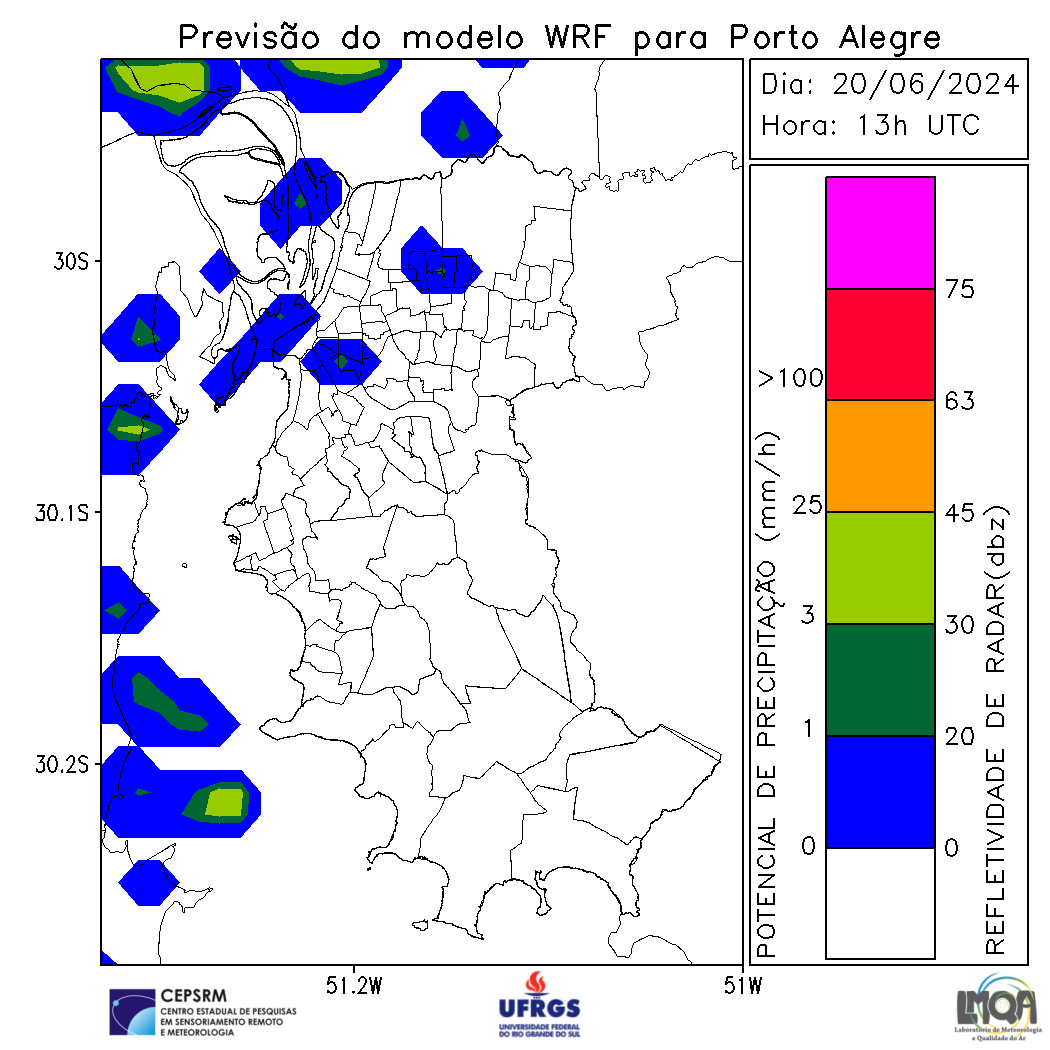 Previsão do modelo WRF para Porto Alegre
Dia: 20/06/2024
Hora: 13h UTC
30S
30.1S
30.2S
51.2W
51W
POTENCIAL DE PRECIPITAÇÃO (mm/h)
>100
25
3
1
0
75
63
45
30
20
0
REFLETIVIDADE DE RADAR(dbz)
CEPSRM
CENTRO ESTADUAL DE PESQUISAS
EM SENSORIAMENTO REMOTO
E METEOROLOGIA
UFRGS
UNIVERSIDADE FEDERAL
DO RIO GRANDE DO SUL
LMQA
Laboratório de Meteorologia
e Qualidade do Ar